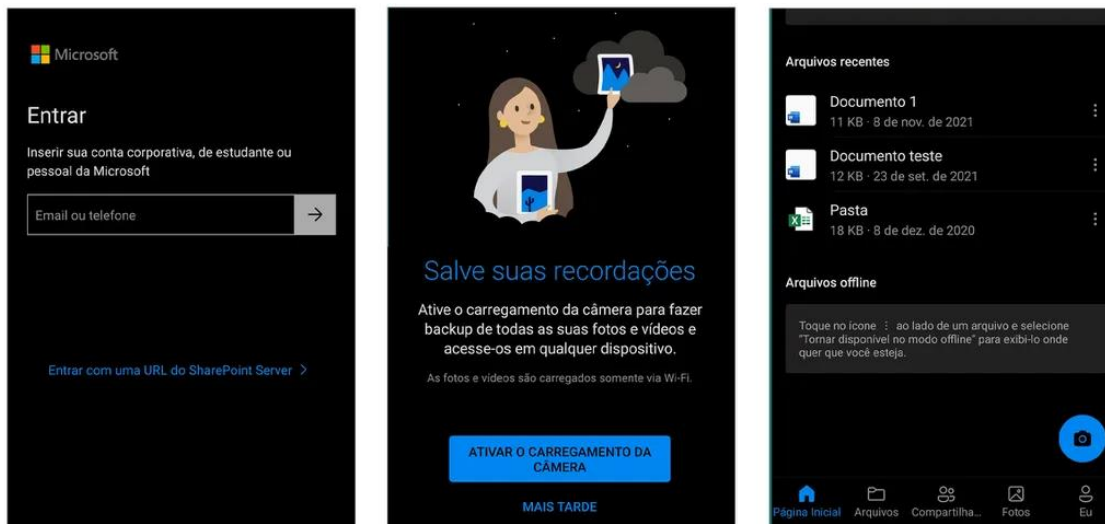 Microsoft
Entrar
Inserir sua conta corporativa, de estudante ou
pessoal da Microsoft
Email ou telefone
Entrar com uma URL do SharePoint Server
Salve suas recordações
Ative o carregamento da câmera para fazer
backup de todas as suas fotos e vídeos e
acesse-os em qualquer dispositivo.
As fotos e vídeos são carregados somente via Wi-Fi.
ATIVAR O CARREGAMENTO DA
CÂMERA
MAIS TARDE
Arquivos recentes
Documento 1
11 KB · 8 de nov. de 2021
Documento teste
12 KB · 23 de set. de 2021
Pasta
18 KB · 8 de dez. de 2020
Arquivos offline
Toque no ícone ⋮ ao lado de um arquivo e selecione
"Tornar disponível no modo offline" para exibi-lo onde
quer que você esteja.
Página Inicial
Arquivos
Compartilha...
Fotos
Eu